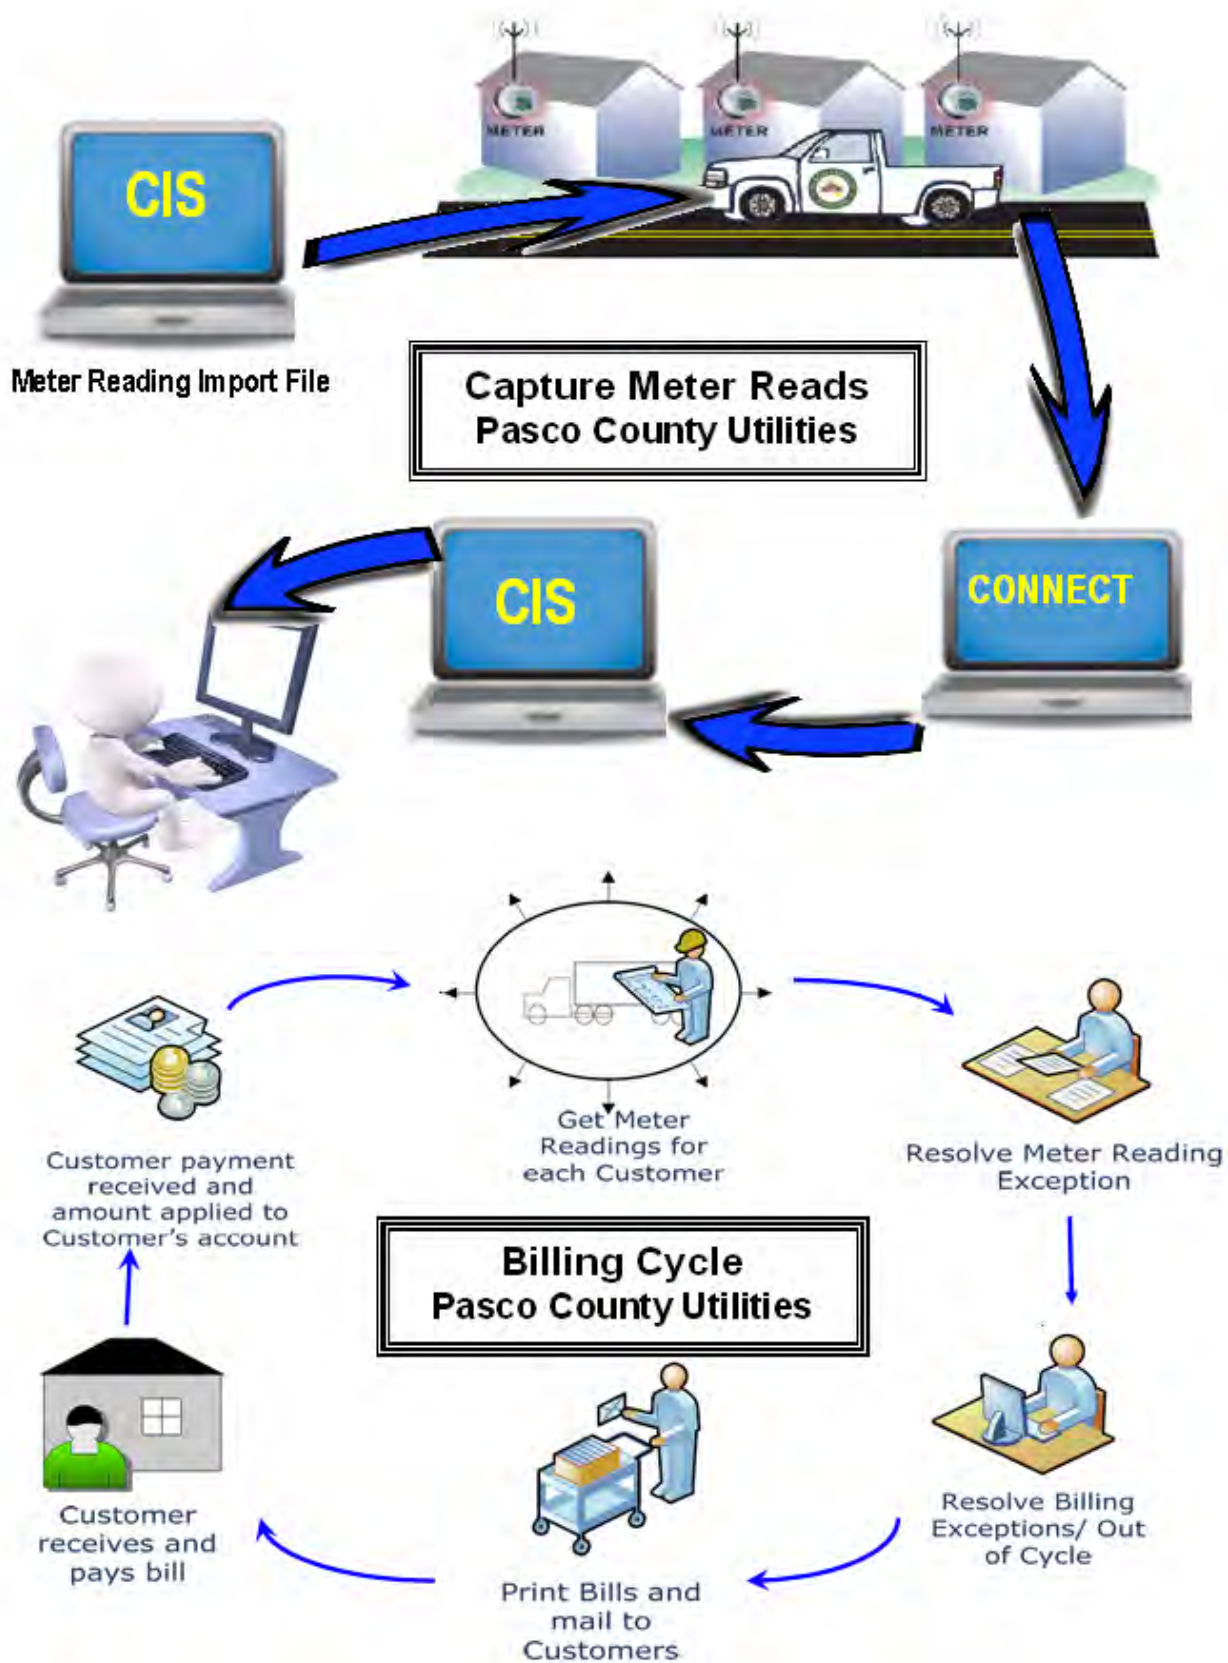 METER
METER
METER
CIS
Meter Reading Import File
Capture Meter Reads
Pasco County Utilities
CIS
CONNECT
Get Meter
Readings for
each Customer
Customer payment
received and
amount applied to
Customer's account
Resolve Meter Reading
Exception
Billing Cycle
Pasco County Utilities
Customer
receives and
pays bill
Resolve Billing
Exceptions/ Out
of Cycle
Print Bills and
mail to
Customers